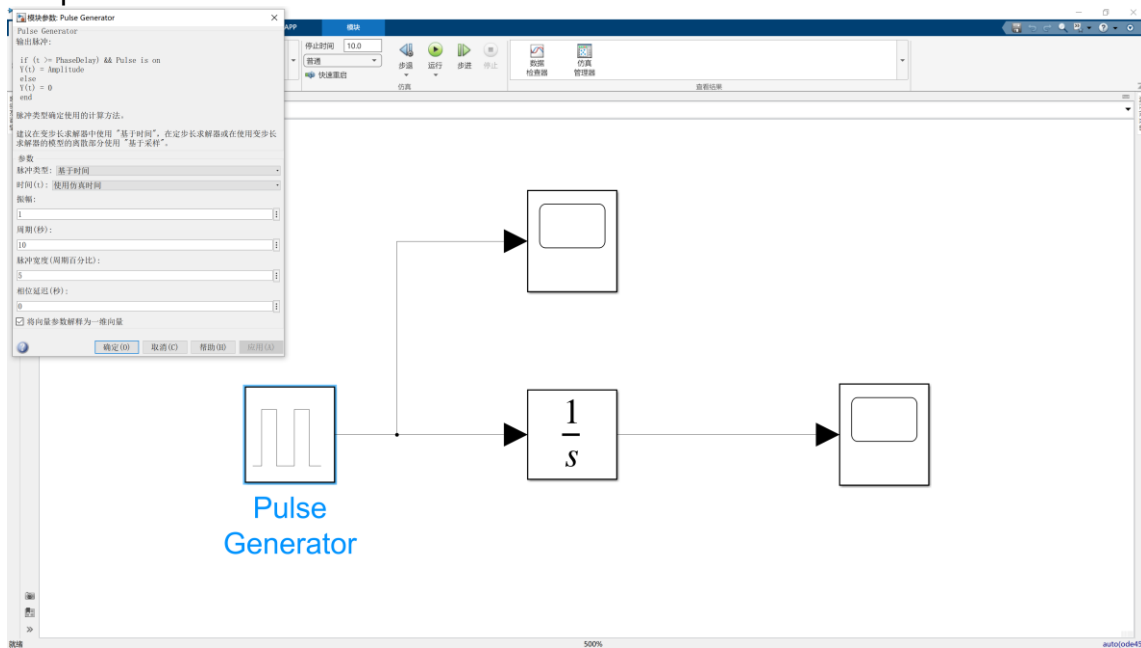 模块参数: Pulse Generator
Pulse Generator
输出脉冲:
if (t >= PhaseDelay) && Pulse is on
Y(t) = Amplitude
else
Y(t) = 0
end
脉冲类型确定使用的计算方法。
建议在变步长求解器中使用 "基于时间"，在定步长求解器或在使用变步长
求解器的模型的离散部分使用 "基于采样"。
参数
脉冲类型: 基于时间
时间(t): 使用仿真时间
振幅:
1
周期(秒):
10
脉冲宽度(周期百分比):
5
相位延迟(秒):
0
将向量参数解释为一维向量
确定(O) 取消(C) 帮助(H) 应用(A)
APP 模块
停止时间 10.0
普通
快速重启
步退 运行 步进 停止
仿真
数据
检查器
仿真
管理器
查看结果
1
s
Pulse
Generator
就绪 500% auto(ode45